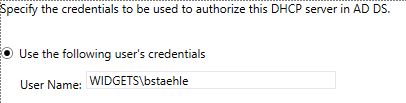 Specify the credentials to be used to authorize this DHCP server in AD DS.
Use the following user's credentials
User Name: WIDGETS\bstaehle